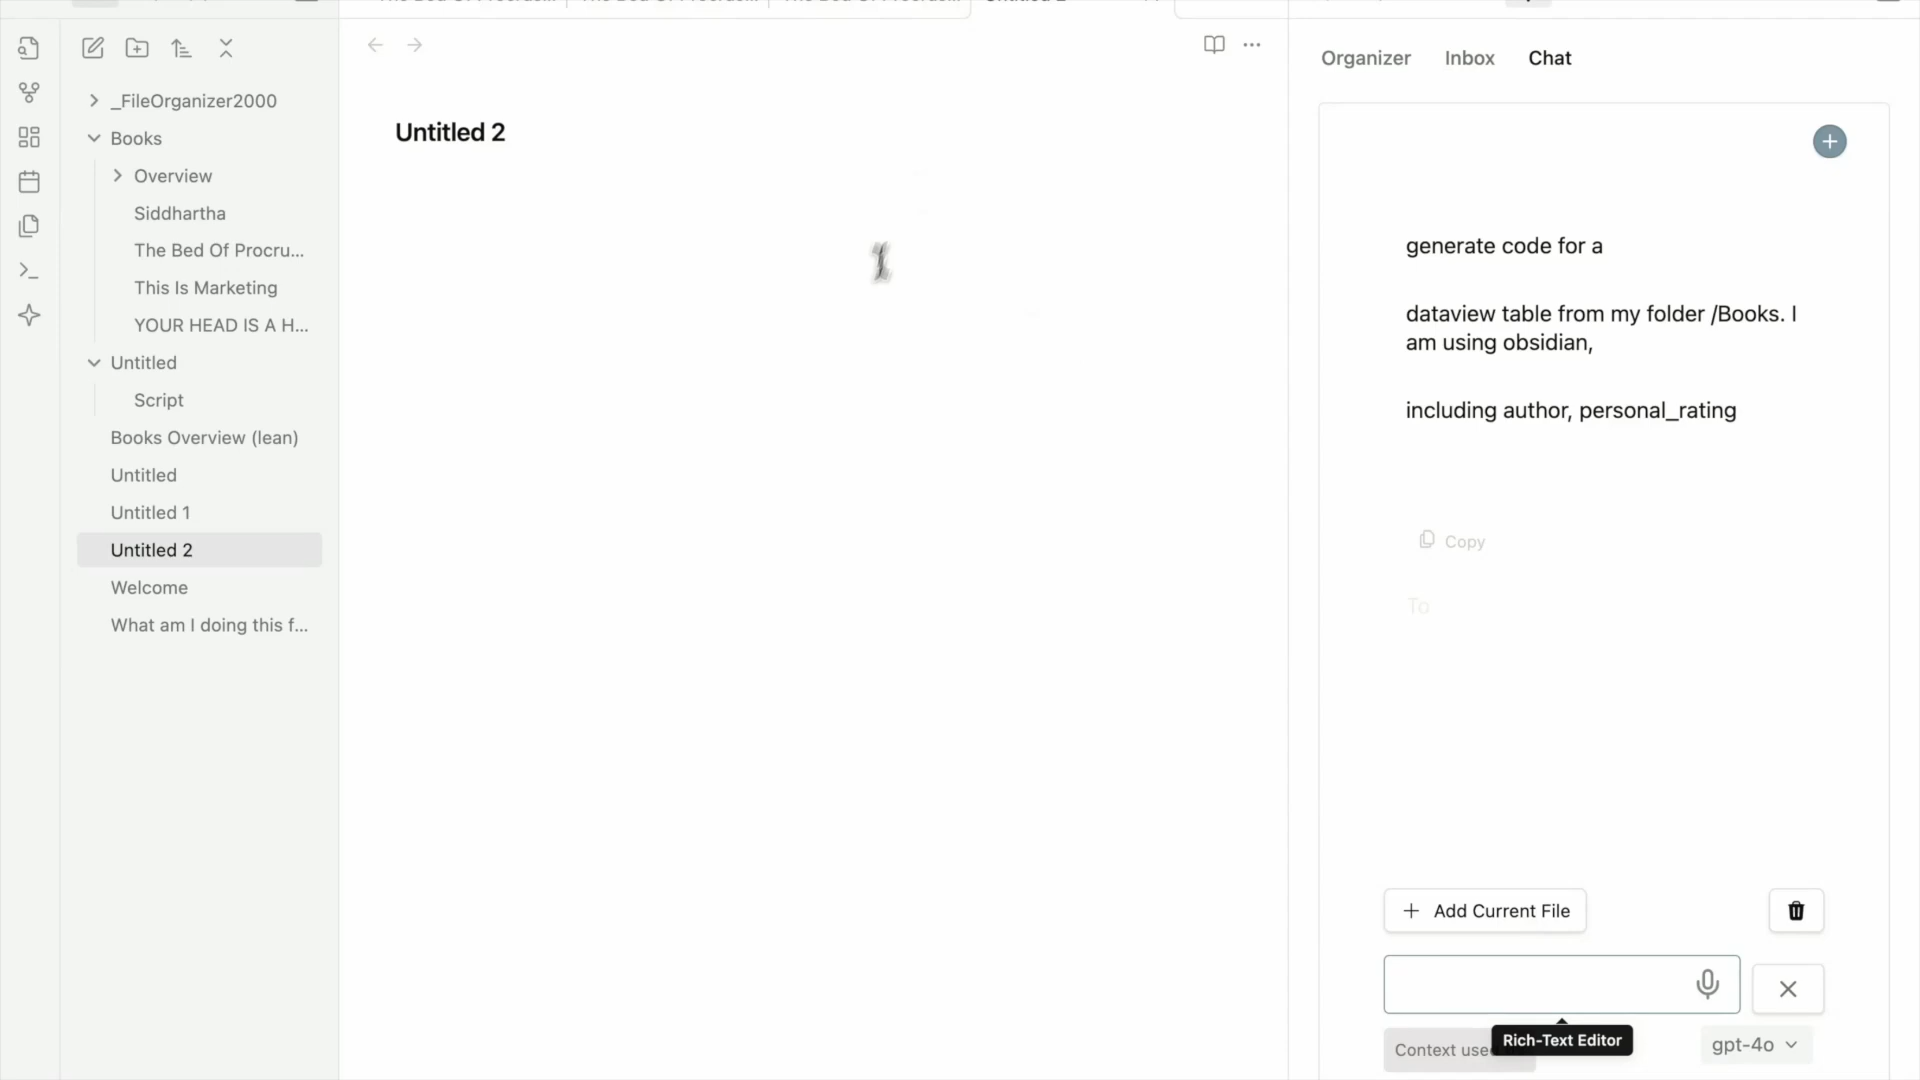 Untitled 2
_FileOrganizer2000
Books
Overview
Siddhartha
The Bed Of Procru...
This Is Marketing
YOUR HEAD IS A H...
Untitled
Script
Books Overview (lean)
Untitled
Untitled 1
Untitled 2
Welcome
What am I doing this f...
Organizer
Inbox
Chat
generate code for a
dataview table from my folder /Books. I
am using obsidian,
including author, personal_rating
Copy
To
Add Current File
Rich-Text Editor
Context use
gpt-4o